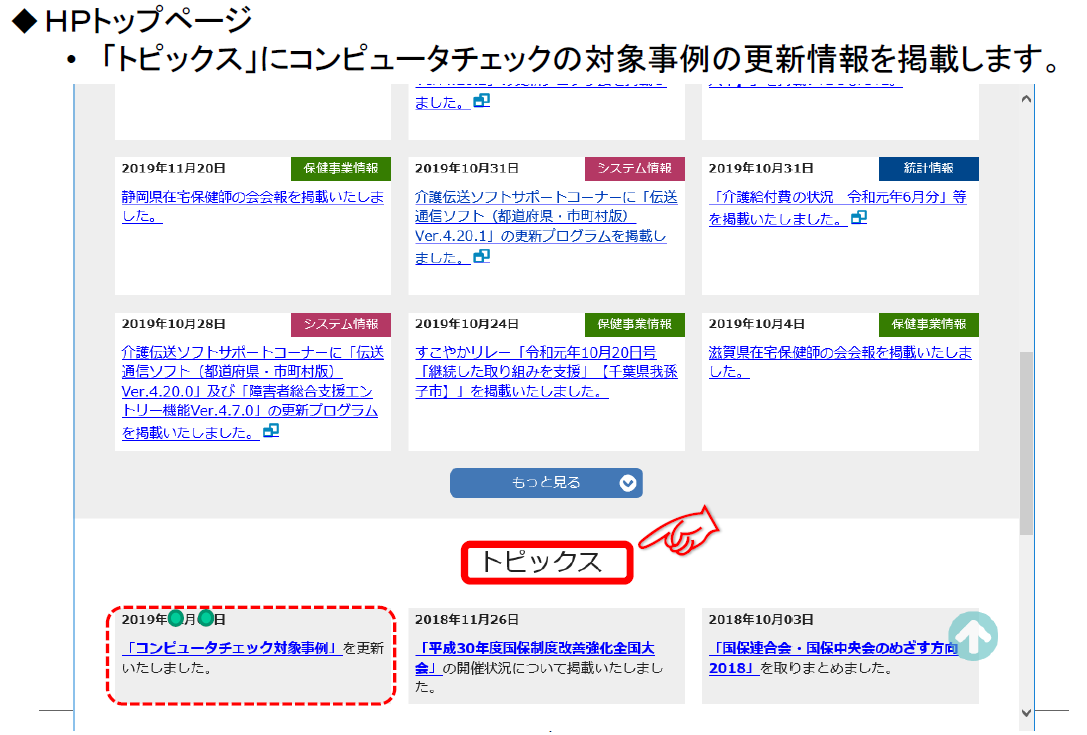 ◆ＨＰトップページ
• 「トピックス」にコンピュータチェックの対象事例の更新情報を掲載します。
ました。
2019年11月20日 保健事業情報
静岡県在宅保健師の会会報を掲載いたしま
した。
2019年10月31日 システム情報
介護伝送ソフトサポートコーナーに「伝送
通信ソフト（都道府県・市町村版）
Ver.4.20.1」の更新プログラムを掲載し
ました。
2019年10月31日 統計情報
「介護給付費の状況　令和元年6月分」等
を掲載いたしました。
2019年10月28日 システム情報
介護伝送ソフトサポートコーナーに「伝送
通信ソフト（都道府県・市町村版）
Ver.4.20.0」及び「障害者総合支援エン
トリー機能Ver.4.7.0」の更新プログラム
を掲載いたしました。
2019年10月24日 保健事業情報
すこやかリレー「令和元年10月20日号
「継続した取り組みを支援」【千葉県我孫
子市】」を掲載いたしました。
2019年10月4日 保健事業情報
滋賀県在宅保健師の会会報を掲載いたしま
した。
もっと見る
トピックス
2019年●月●日
「コンピュータチェック対象事例」を更新
いたしました。
2018年11月26日
「平成30年度国保制度改善強化全国大
会」の開催状況について掲載いたしまし
た。
2018年10月03日
「国保連合会・国保中央会のめざす方向
2018」を取りまとめました。